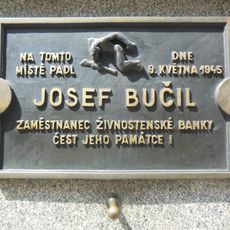 NA TOMTO DNE
MÍSTĚ PADL 9. KVĚTNA 1945
JOSEF BUČIL
ZAMĚSTNANEC ŽIVNOSTENSKÉ BANKY,
ČEST JEHO PAMÁTCE!